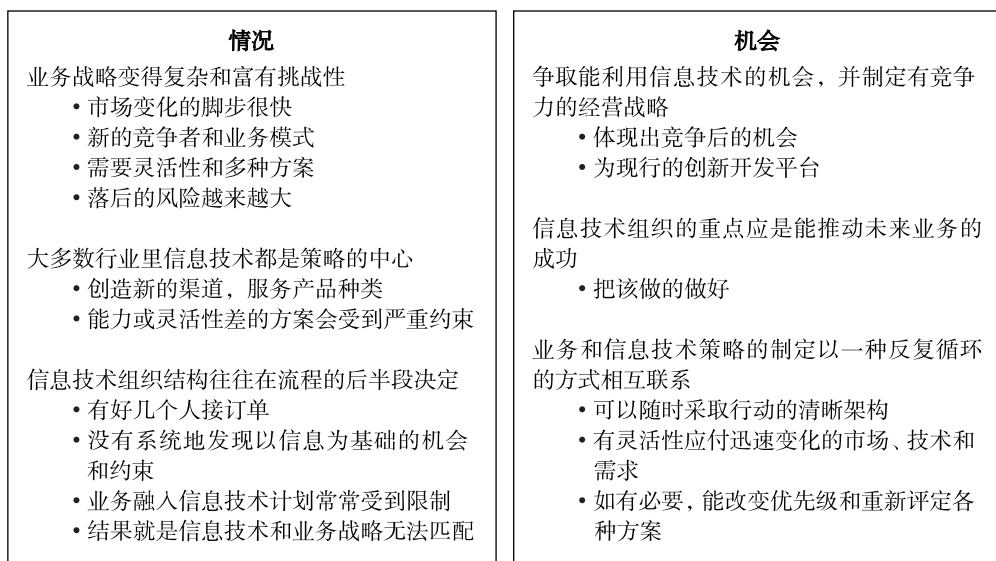 情况
业务战略变得复杂和富有挑战性
• 市场变化的脚步很快
• 新的竞争者和业务模式
• 需要灵活性和多种方案
• 落后的风险越来越大
大多数行业里信息技术都是策略的中心
• 创造新的渠道，服务产品种类
• 能力或灵活性差的方案会受到严重约束
信息技术组织结构往往在流程的后半段决定
• 有好几个人接订单
• 没有系统地发现以信息为基础的机会
和约束
• 业务融入信息技术计划常常受到限制
• 结果就是信息技术和业务战略无法匹配
机会
争取能利用信息技术的机会，并制定有竞争
力的经营战略
• 体现出竞争后的机会
• 为现行的创新开发平台
信息技术组织的重点应是能推动未来业务的
成功
• 把该做的做好
业务和信息技术策略的制定以一种反复循环
的方式相互联系
• 可以随时采取行动的清晰架构
• 有灵活性应付迅速变化的市场、技术和
需求
• 如有必要，能改变优先级和重新评定各
种方案